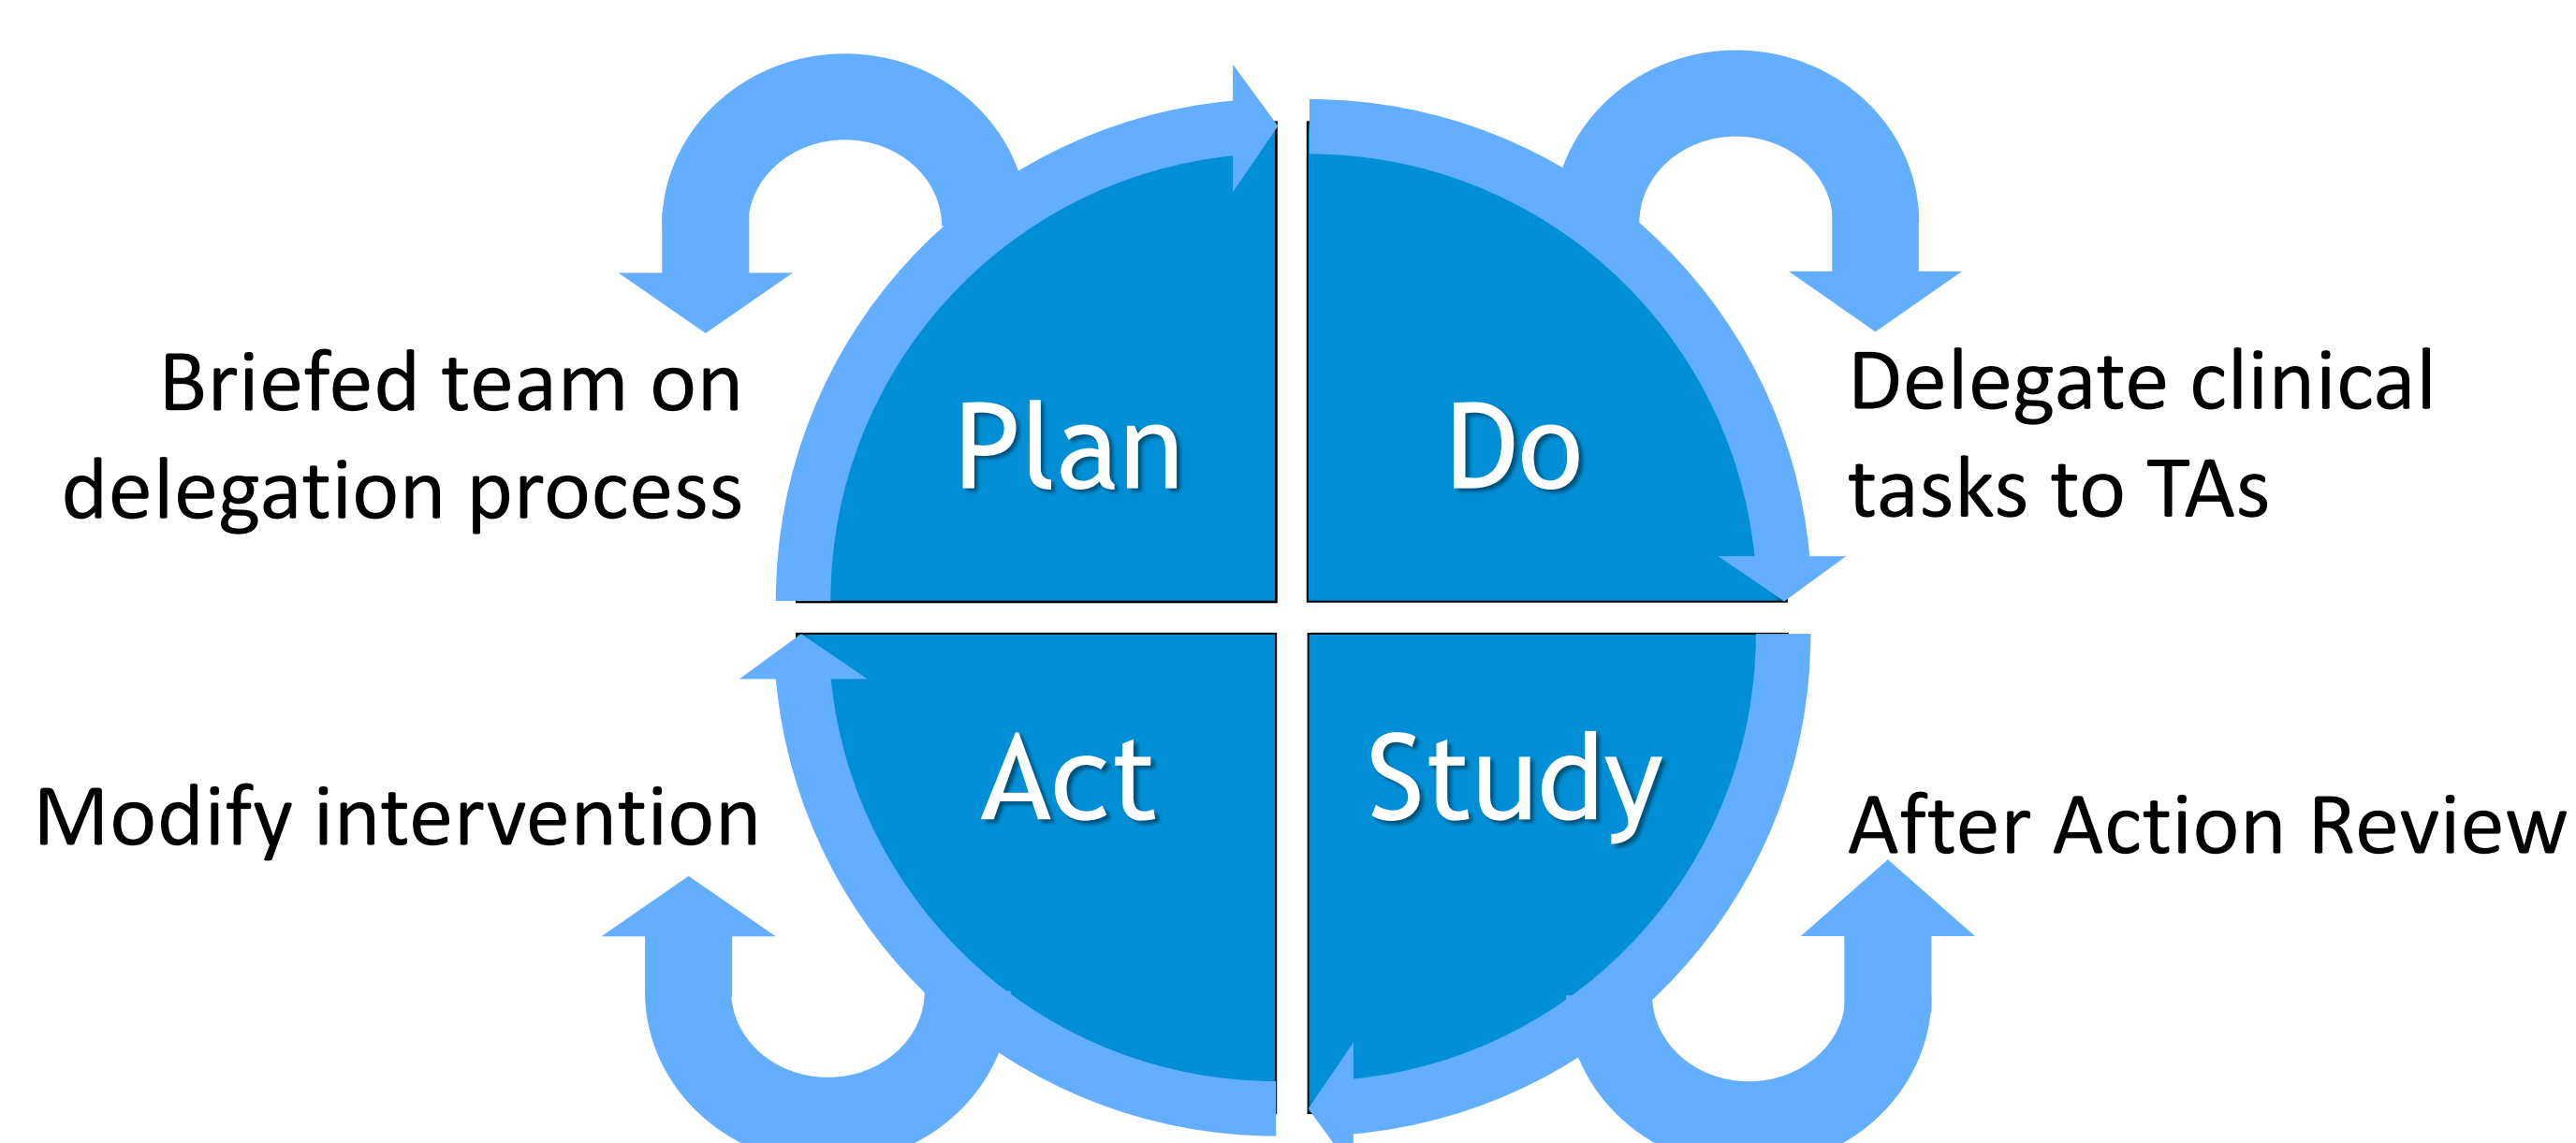 Plan
Briefed team on
delegation process
Do
Delegate clinical
tasks to TAs
Study
After Action Review
Act
Modify intervention